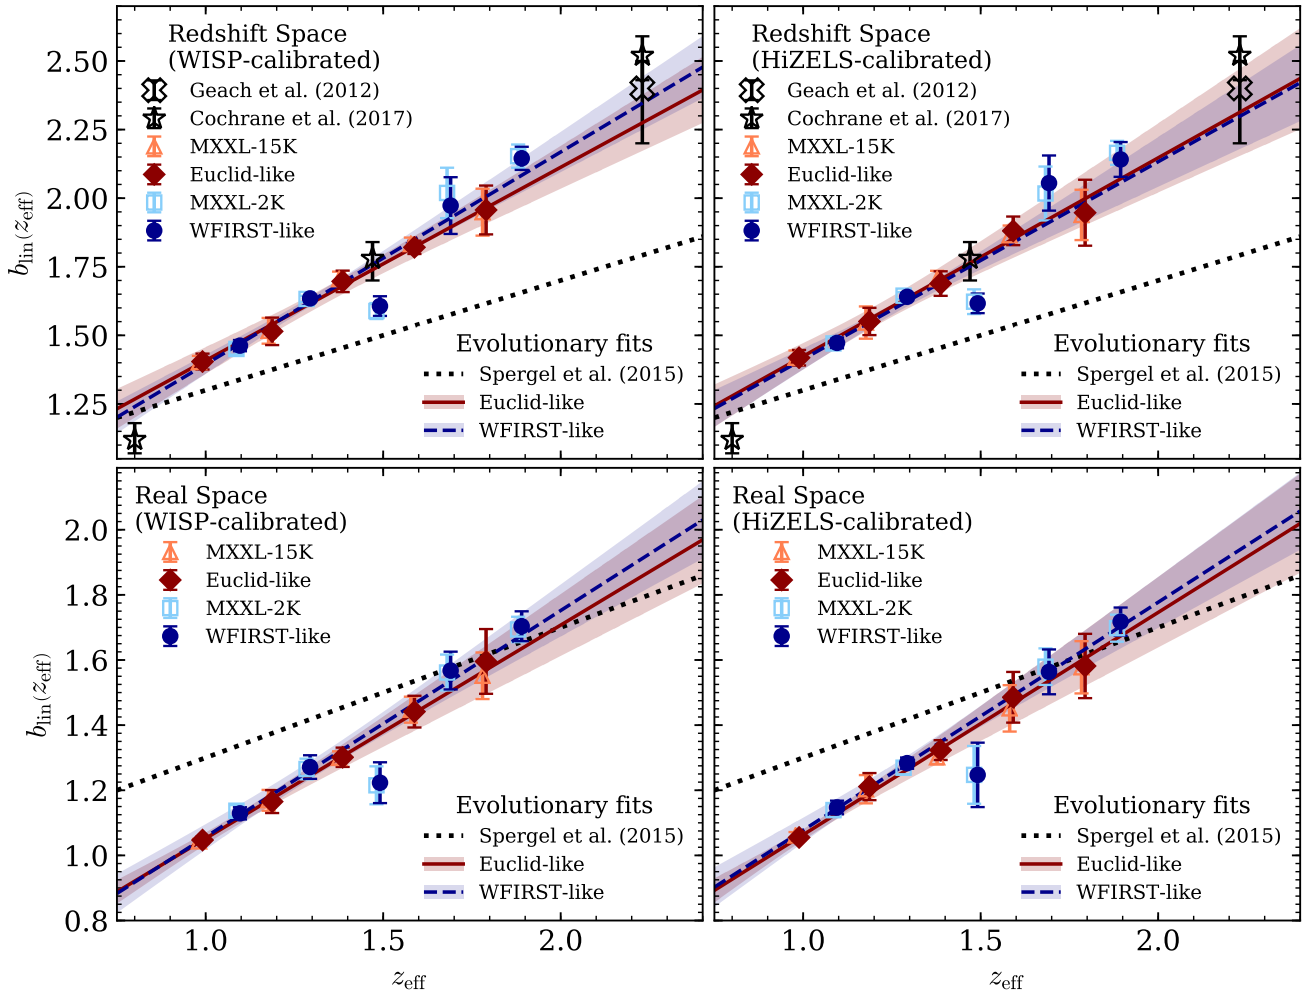 Redshift Space
(WISP-calibrated)
Geach et al. (2012)
Cochrane et al. (2017)
MXXL-15K
Euclid-like
MXXL-2K
WFIRST-like
Evolutionary fits
Spergel et al. (2015)
Euclid-like
WFIRST-like
2.50
2.25
2.00
1.75
1.50
1.25
b_lin(z_eff)
Redshift Space
(HiZELS-calibrated)
Geach et al. (2012)
Cochrane et al. (2017)
MXXL-15K
Euclid-like
MXXL-2K
WFIRST-like
Evolutionary fits
Spergel et al. (2015)
Euclid-like
WFIRST-like
Real Space
(WISP-calibrated)
MXXL-15K
Euclid-like
MXXL-2K
WFIRST-like
Evolutionary fits
Spergel et al. (2015)
Euclid-like
WFIRST-like
2.0
1.8
1.6
1.4
1.2
1.0
0.8
b_lin(z_eff)
1.0 1.5 2.0
z_eff
Real Space
(HiZELS-calibrated)
MXXL-15K
Euclid-like
MXXL-2K
WFIRST-like
Evolutionary fits
Spergel et al. (2015)
Euclid-like
WFIRST-like
1.0 1.5 2.0
z_eff